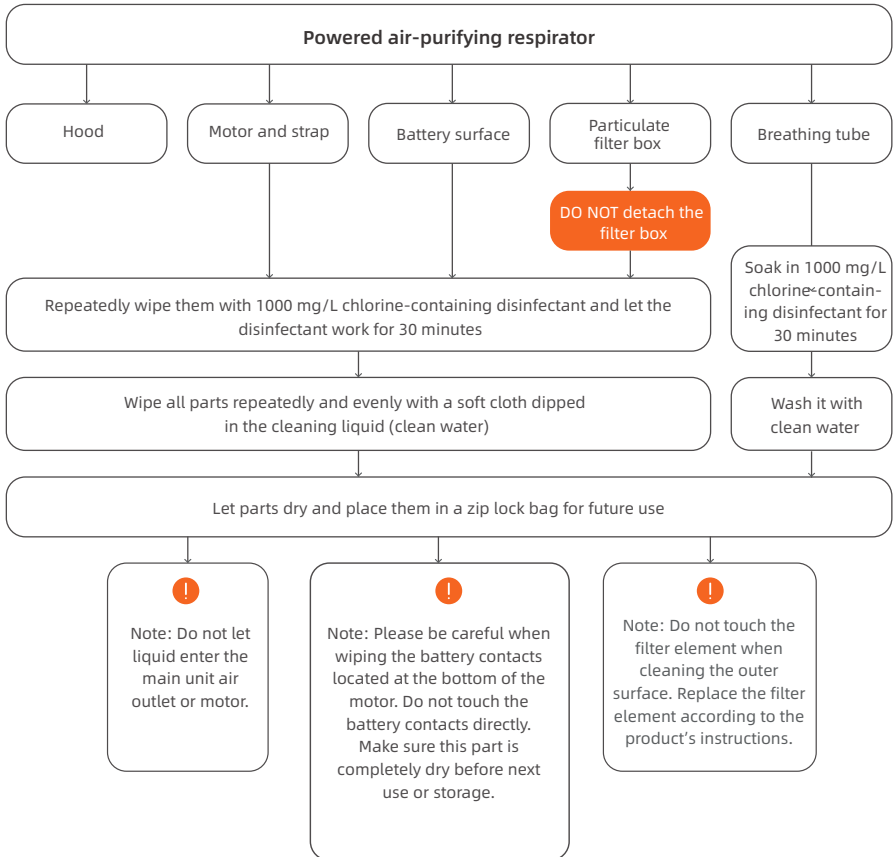 Powered air-purifying respirator
Hood
Motor and strap
Battery surface
Particulate
filter box
Breathing tube
DO NOT detach the
filter box
Repeatedly wipe them with 1000 mg/L chlorine-containing disinfectant and let the
disinfectant work for 30 minutes
Soak in 1000 mg/L
chlorine-contain-
ing disinfectant for
30 minutes
Wipe all parts repeatedly and evenly with a soft cloth dipped
in the cleaning liquid (clean water)
Wash it with
clean water
Let parts dry and place them in a zip lock bag for future use
!
Note: Do not let
liquid enter the
main unit air
outlet or motor.
!
Note: Please be careful when
wiping the battery contacts
located at the bottom of the
motor. Do not touch the
battery contacts directly.
Make sure this part is
completely dry before next
use or storage.
!
Note: Do not touch the
filter element when
cleaning the outer
surface. Replace the filter
element according to the
product's instructions.